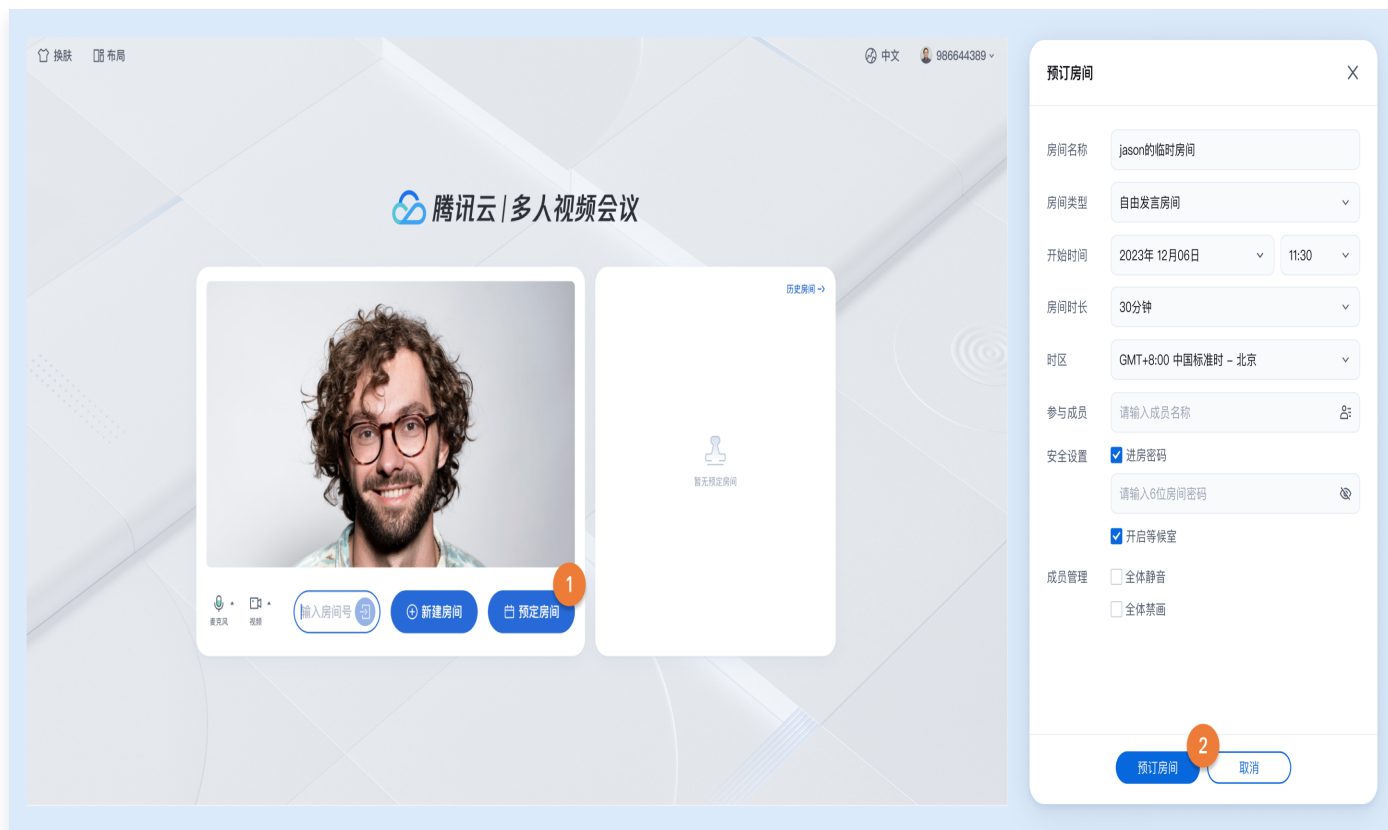 换肤
布局
中文
986644389
腾讯云|多人视频会议
历史房间
暂无预定房间
麦克风
视频
输入房间号
新建房间
预定房间
1
预订房间
房间名称
jason的临时房间
房间类型
自由发言房间
开始时间
2023年 12月06日
11:30
房间时长
30分钟
时区
GMT+8:00 中国标准时 – 北京
参与成员
请输入成员名称
安全设置
进房密码
请输入6位房间密码
开启等候室
成员管理
全体静音
全体禁画
2
预订房间
取消